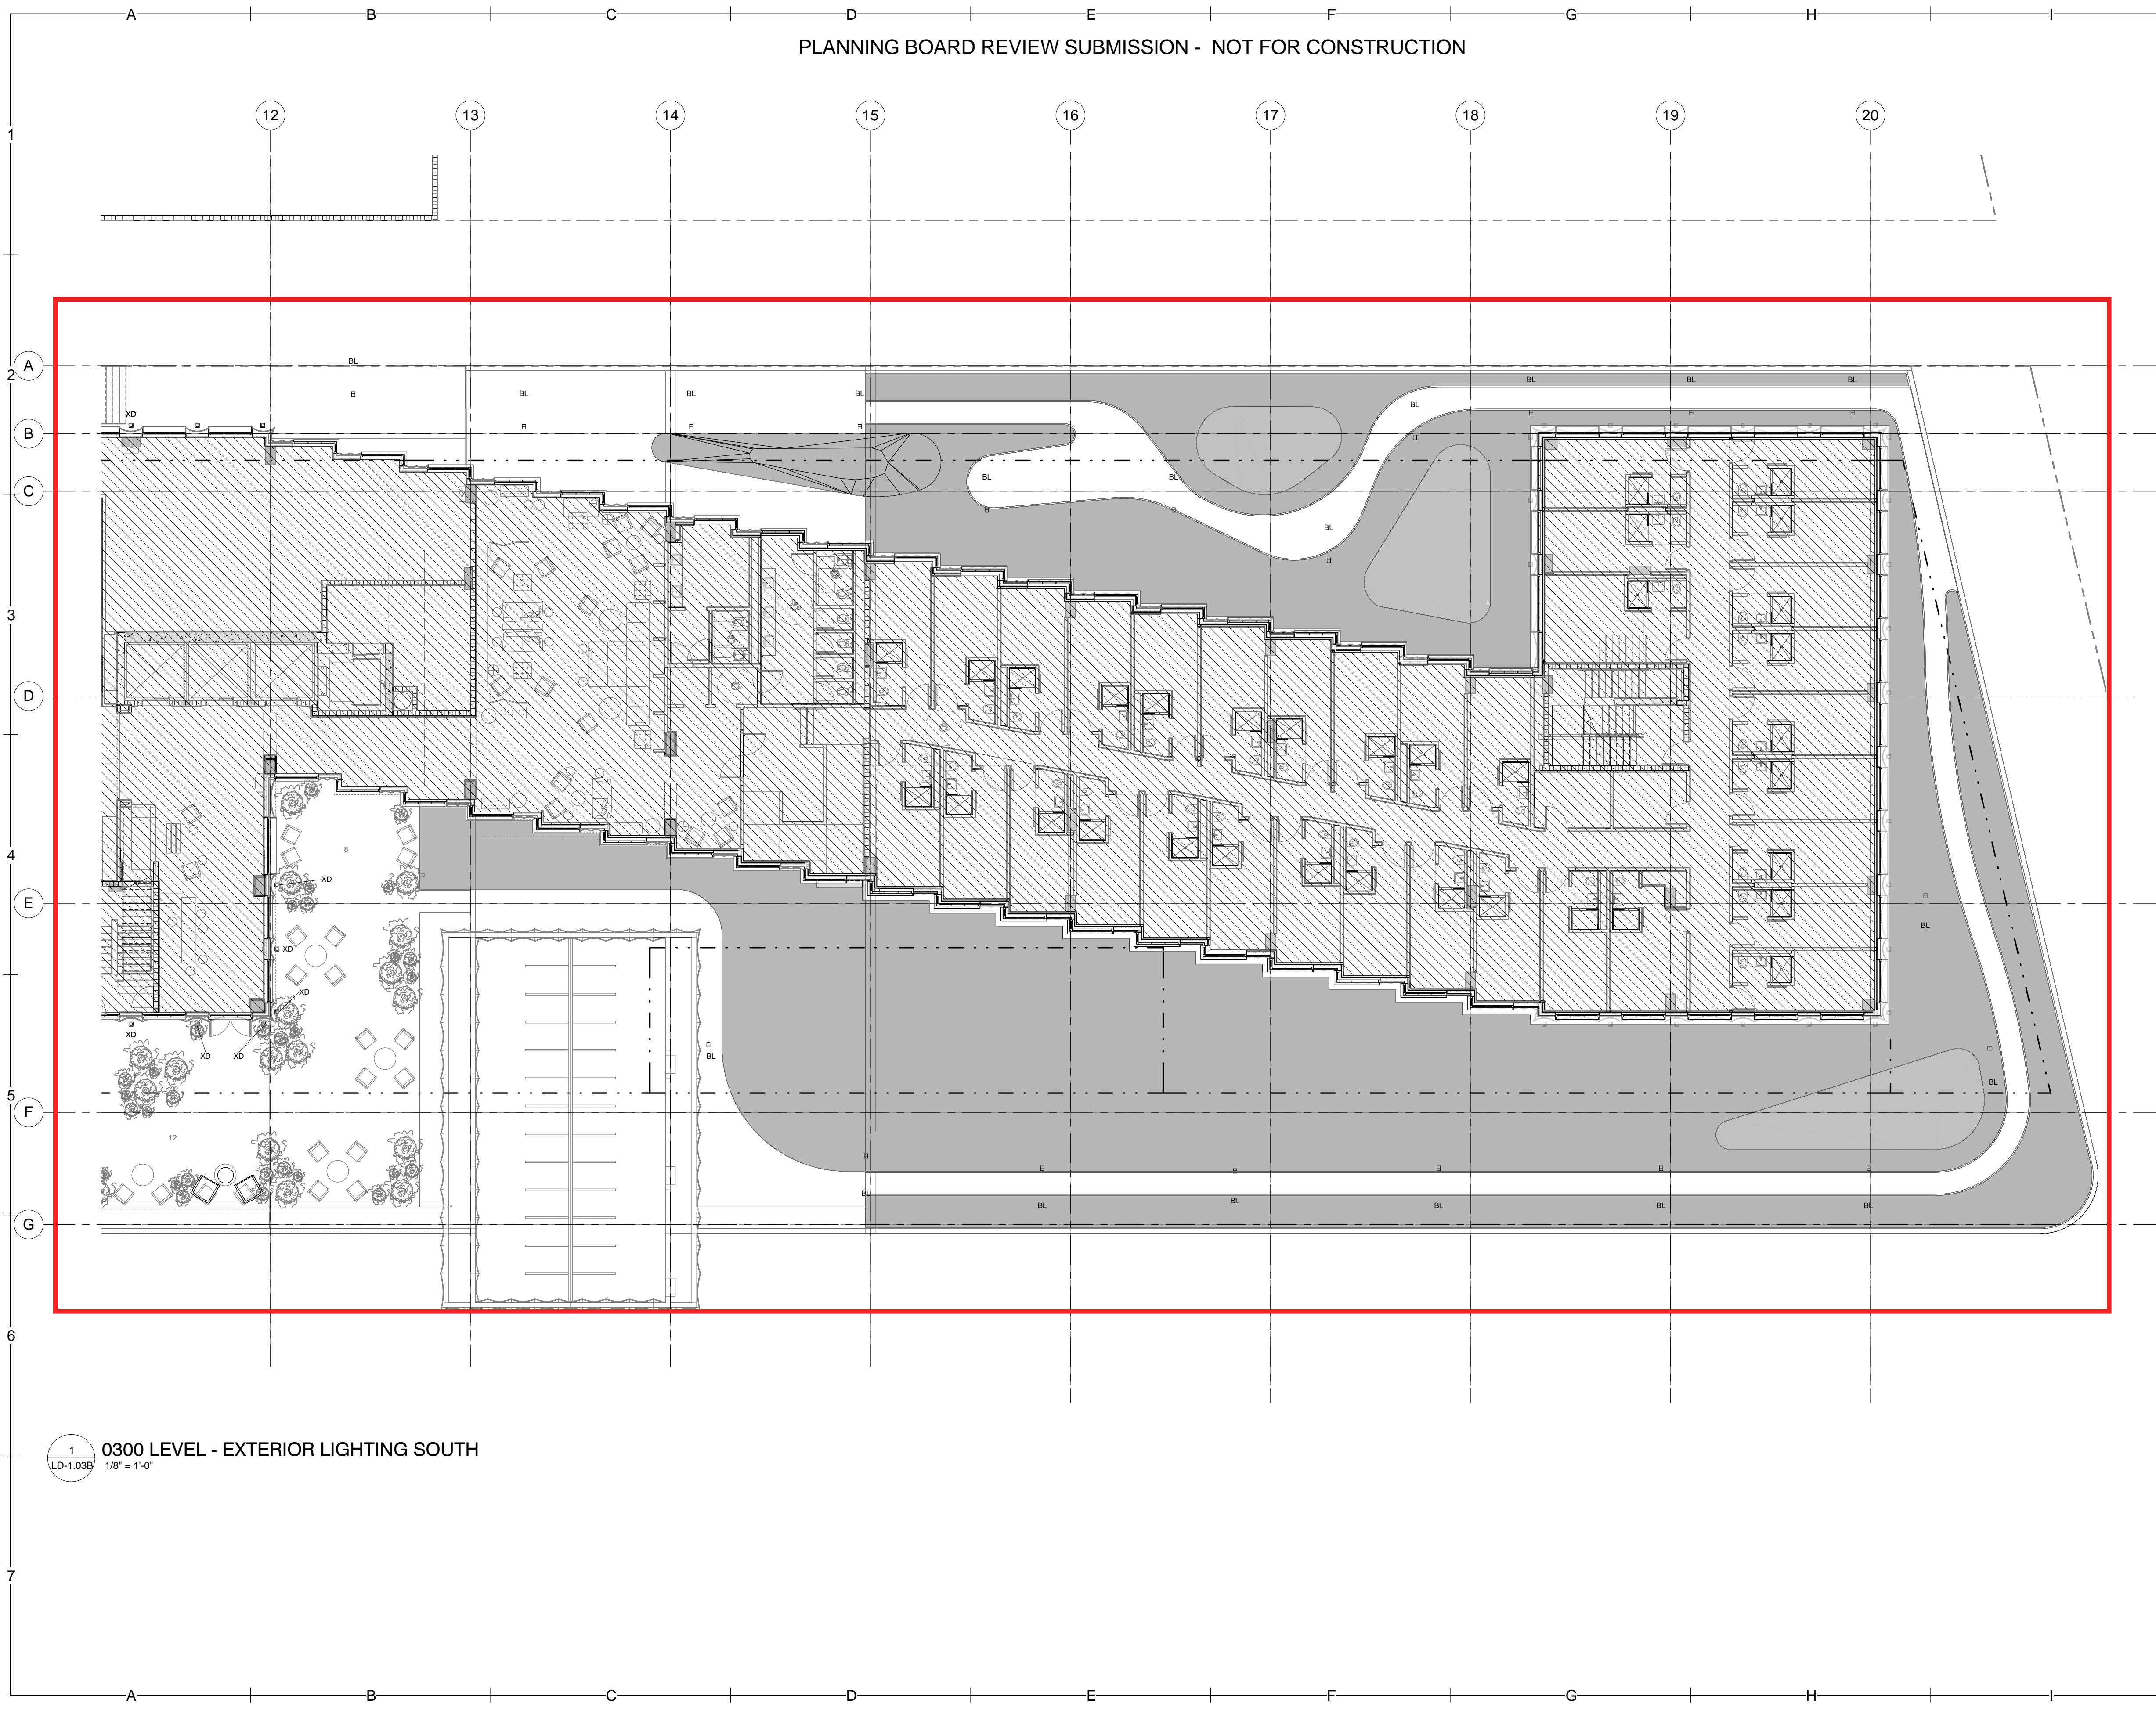 A B C D E F G H I
PLANNING BOARD REVIEW SUBMISSION - NOT FOR CONSTRUCTION
12 13 14 15 16 17 18 19 20
1
BL
A
2
BL BL BL BL BL BL
BL
XD
B
BL BL
C
BL
3
D
8
4
XD
E
BL
XD
XD
XD
XD XD BL
BL
5
F
12
BL
BL
BL BL BL BL
G
6
1
0300 LEVEL - EXTERIOR LIGHTING SOUTH
LD-1.03B 1/8" = 1'-0"
7
A B C D E F G H I